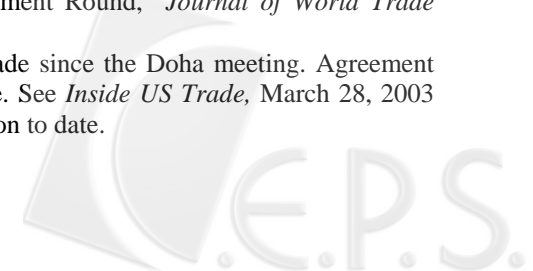 ment Round, " Journal of World Trade
ade since the Doha meeting. Agreement
e. See Inside US Trade, March 28, 2003
on to date.
C.E.P.S.